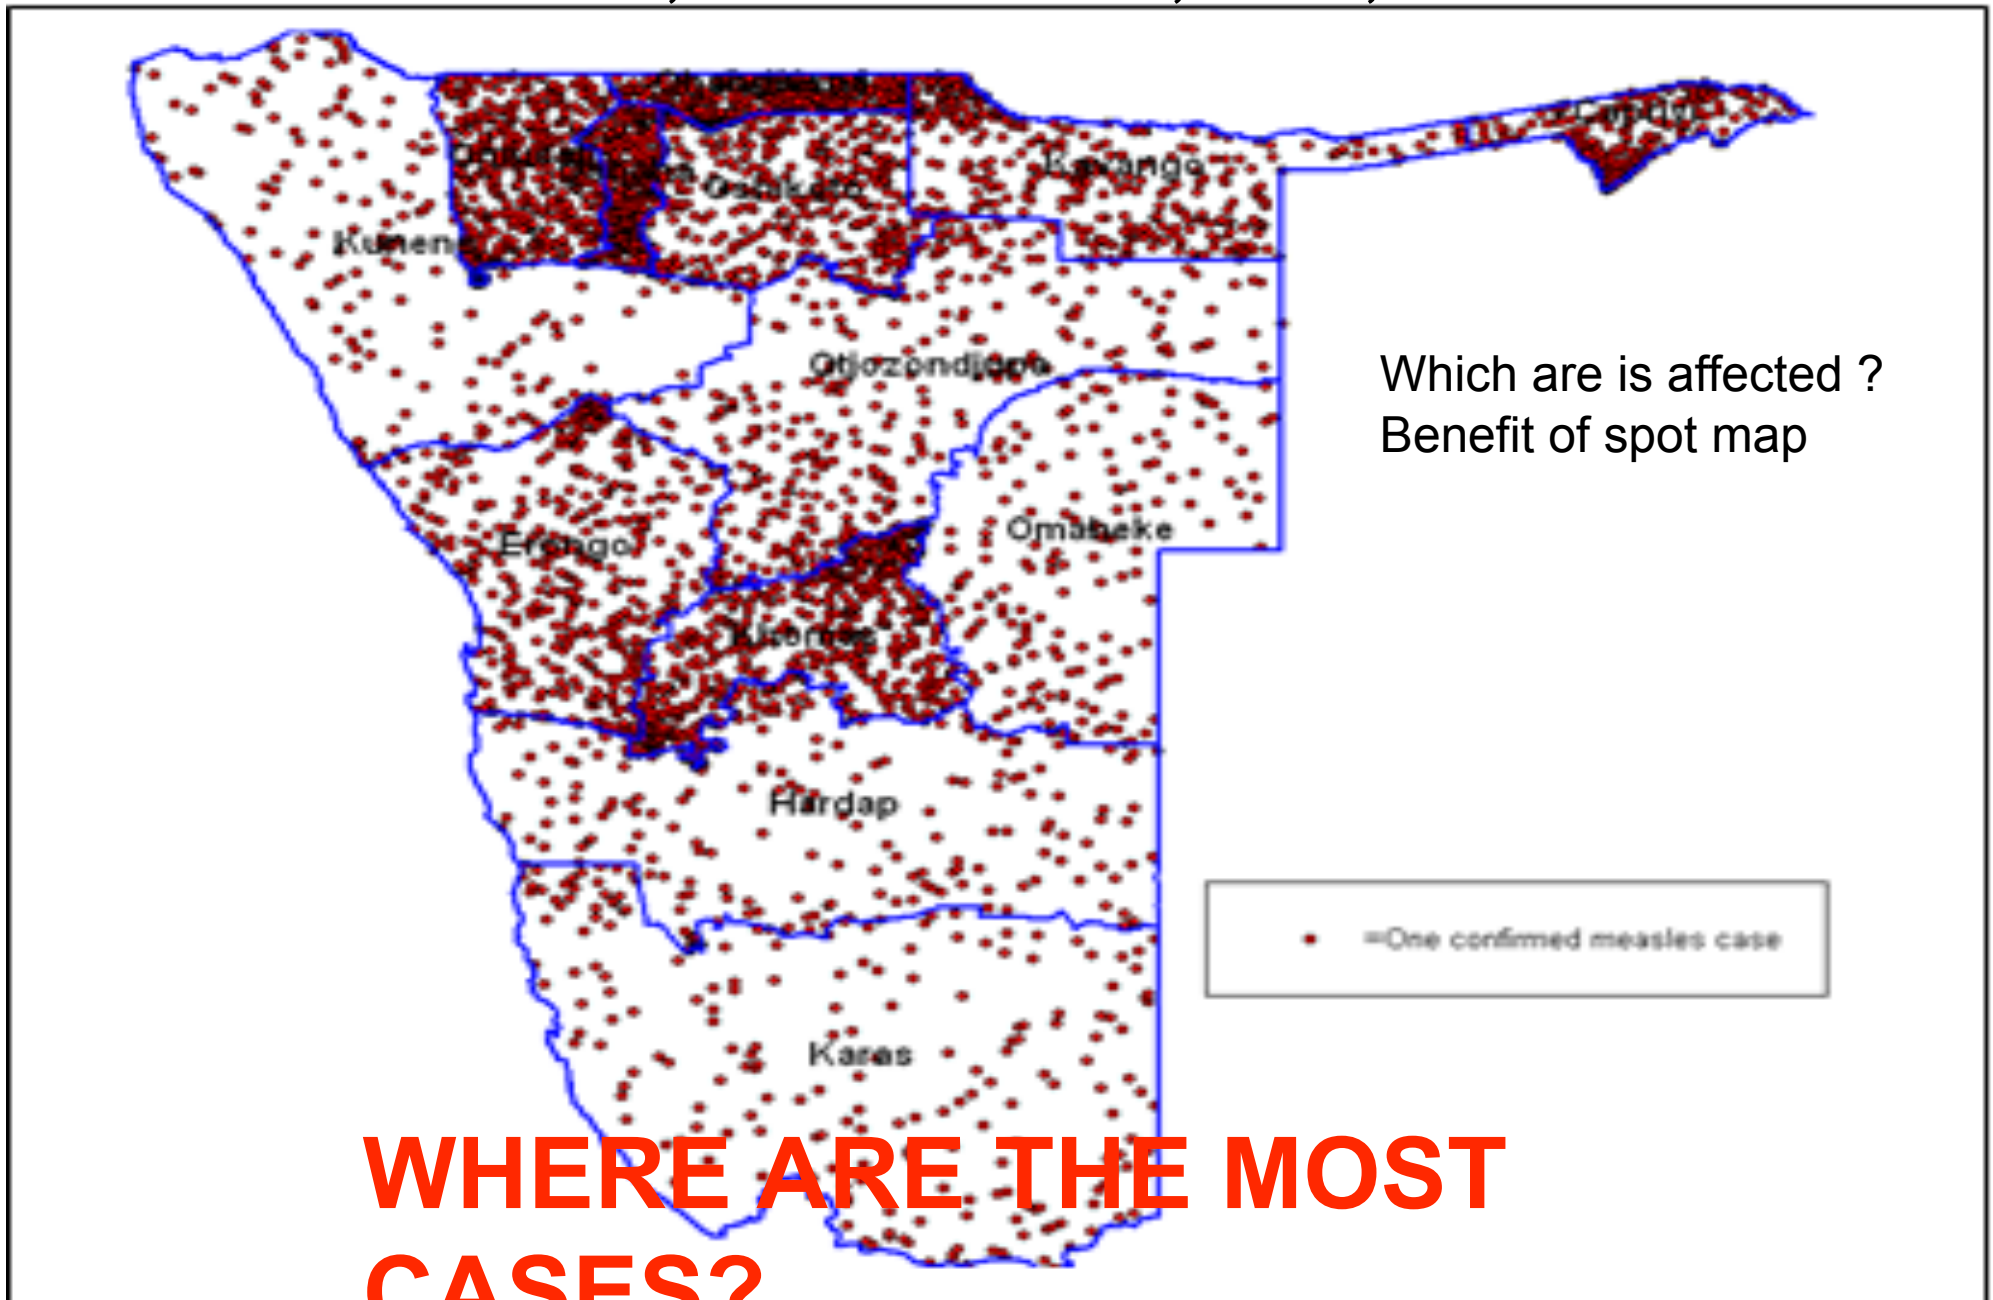 Kunene
Kavango
Caprivi
Otjozondjupa
Which are is affected ?
Benefit of spot map
Omaheke
Erongo
Hardap
=One confirmed measles case
Karas
WHERE ARE THE MOST
CASES?